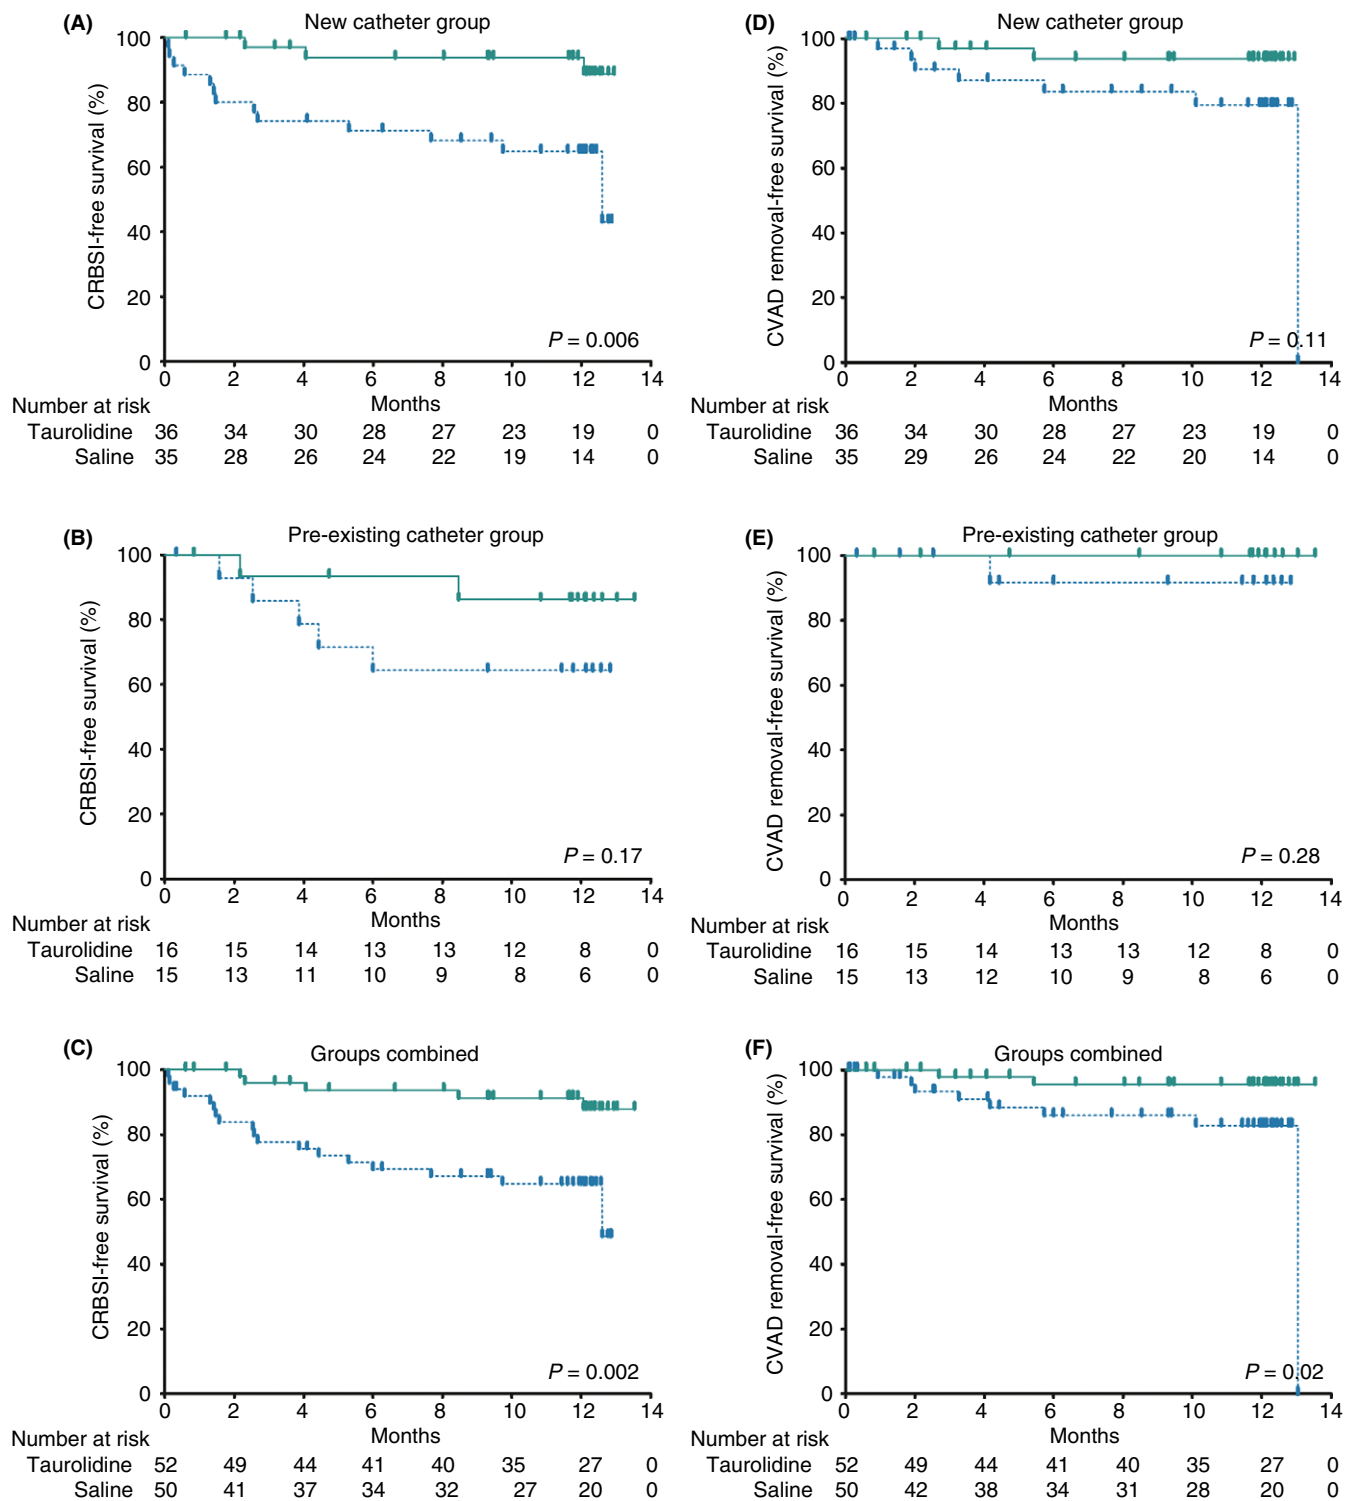 (A) New catheter group
CRBSI-free survival (%)
100
80
60
40
20
0
P = 0.006
0 2 4 6 8 10 12 14
Months
Number at risk
Taurolidine 36 34 30 28 27 23 19 0
Saline 35 28 26 24 22 19 14 0
(B) Pre-existing catheter group
CRBSI-free survival (%)
100
80
60
40
20
0
P = 0.17
0 2 4 6 8 10 12 14
Months
Number at risk
Taurolidine 16 15 14 13 13 12 8 0
Saline 15 13 11 10 9 8 6 0
(C) Groups combined
CRBSI-free survival (%)
100
80
60
40
20
0
P = 0.002
0 2 4 6 8 10 12 14
Months
Number at risk
Taurolidine 52 49 44 41 40 35 27 0
Saline 50 41 37 34 32 27 20 0
(D) New catheter group
CVAD removal-free survival (%)
100
80
60
40
20
0
P = 0.11
0 2 4 6 8 10 12 14
Months
Number at risk
Taurolidine 36 34 30 28 27 23 19 0
Saline 35 29 26 24 22 20 14 0
(E) Pre-existing catheter group
CVAD removal-free survival (%)
100
80
60
40
20
0
P = 0.28
0 2 4 6 8 10 12 14
Months
Number at risk
Taurolidine 16 15 14 13 13 12 8 0
Saline 15 13 12 10 9 8 6 0
(F) Groups combined
CVAD removal-free survival (%)
100
80
60
40
20
0
P = 0.02
0 2 4 6 8 10 12 14
Months
Number at risk
Taurolidine 52 49 44 41 40 35 27 0
Saline 50 42 38 34 31 28 20 0